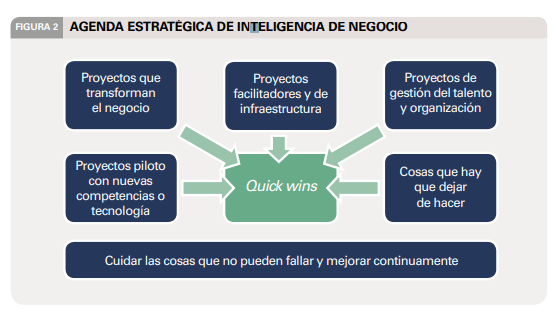 FIGURA 2
AGENDA ESTRATÉGICA DE INTELIGENCIA DE NEGOCIO
Proyectos que
transforman
el negocio
Proyectos
facilitadores y de
infraestructura
Proyectos de
gestión del talento
y organización
Proyectos piloto
con nuevas
competencias o
tecnología
Quick wins
Cosas que hay
que dejar
de hacer
Cuidar las cosas que no pueden fallar y mejorar continuamente